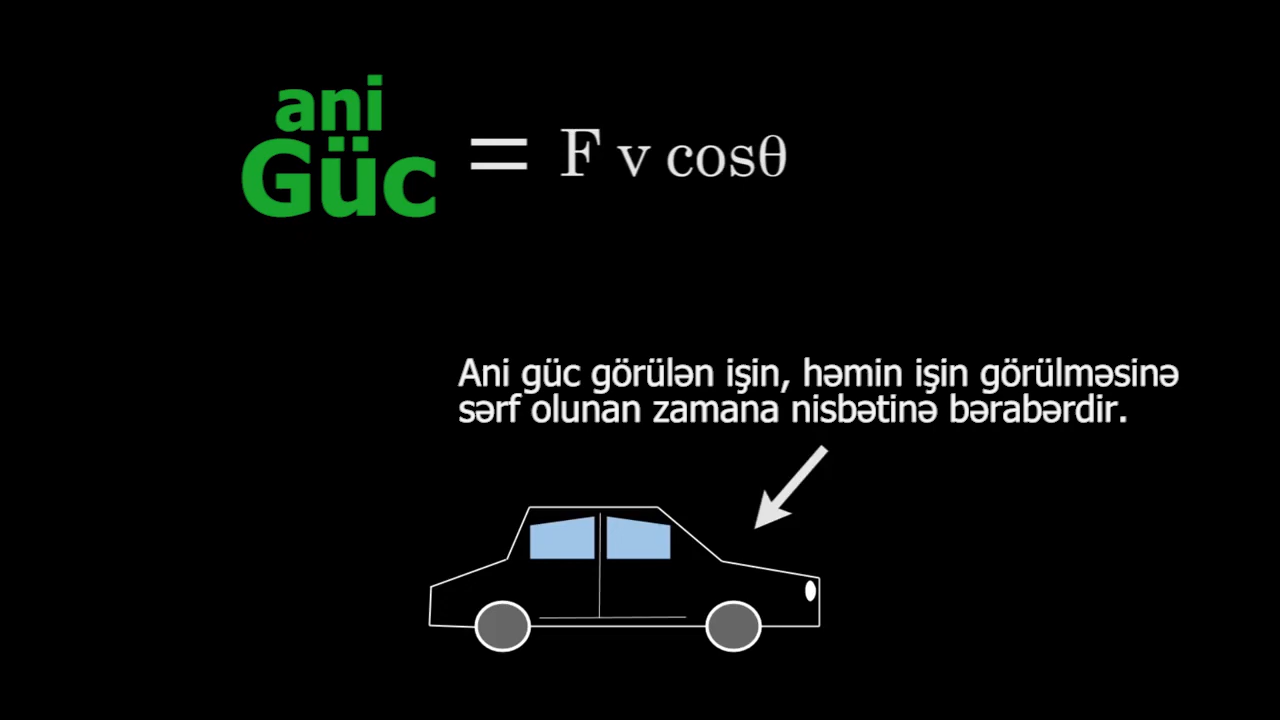 ani
Güc = F v cosθ
Ani güc görülən işin, həmin işin görülməsinə
sərf olunan zamana nisbətinə bərabərdir.